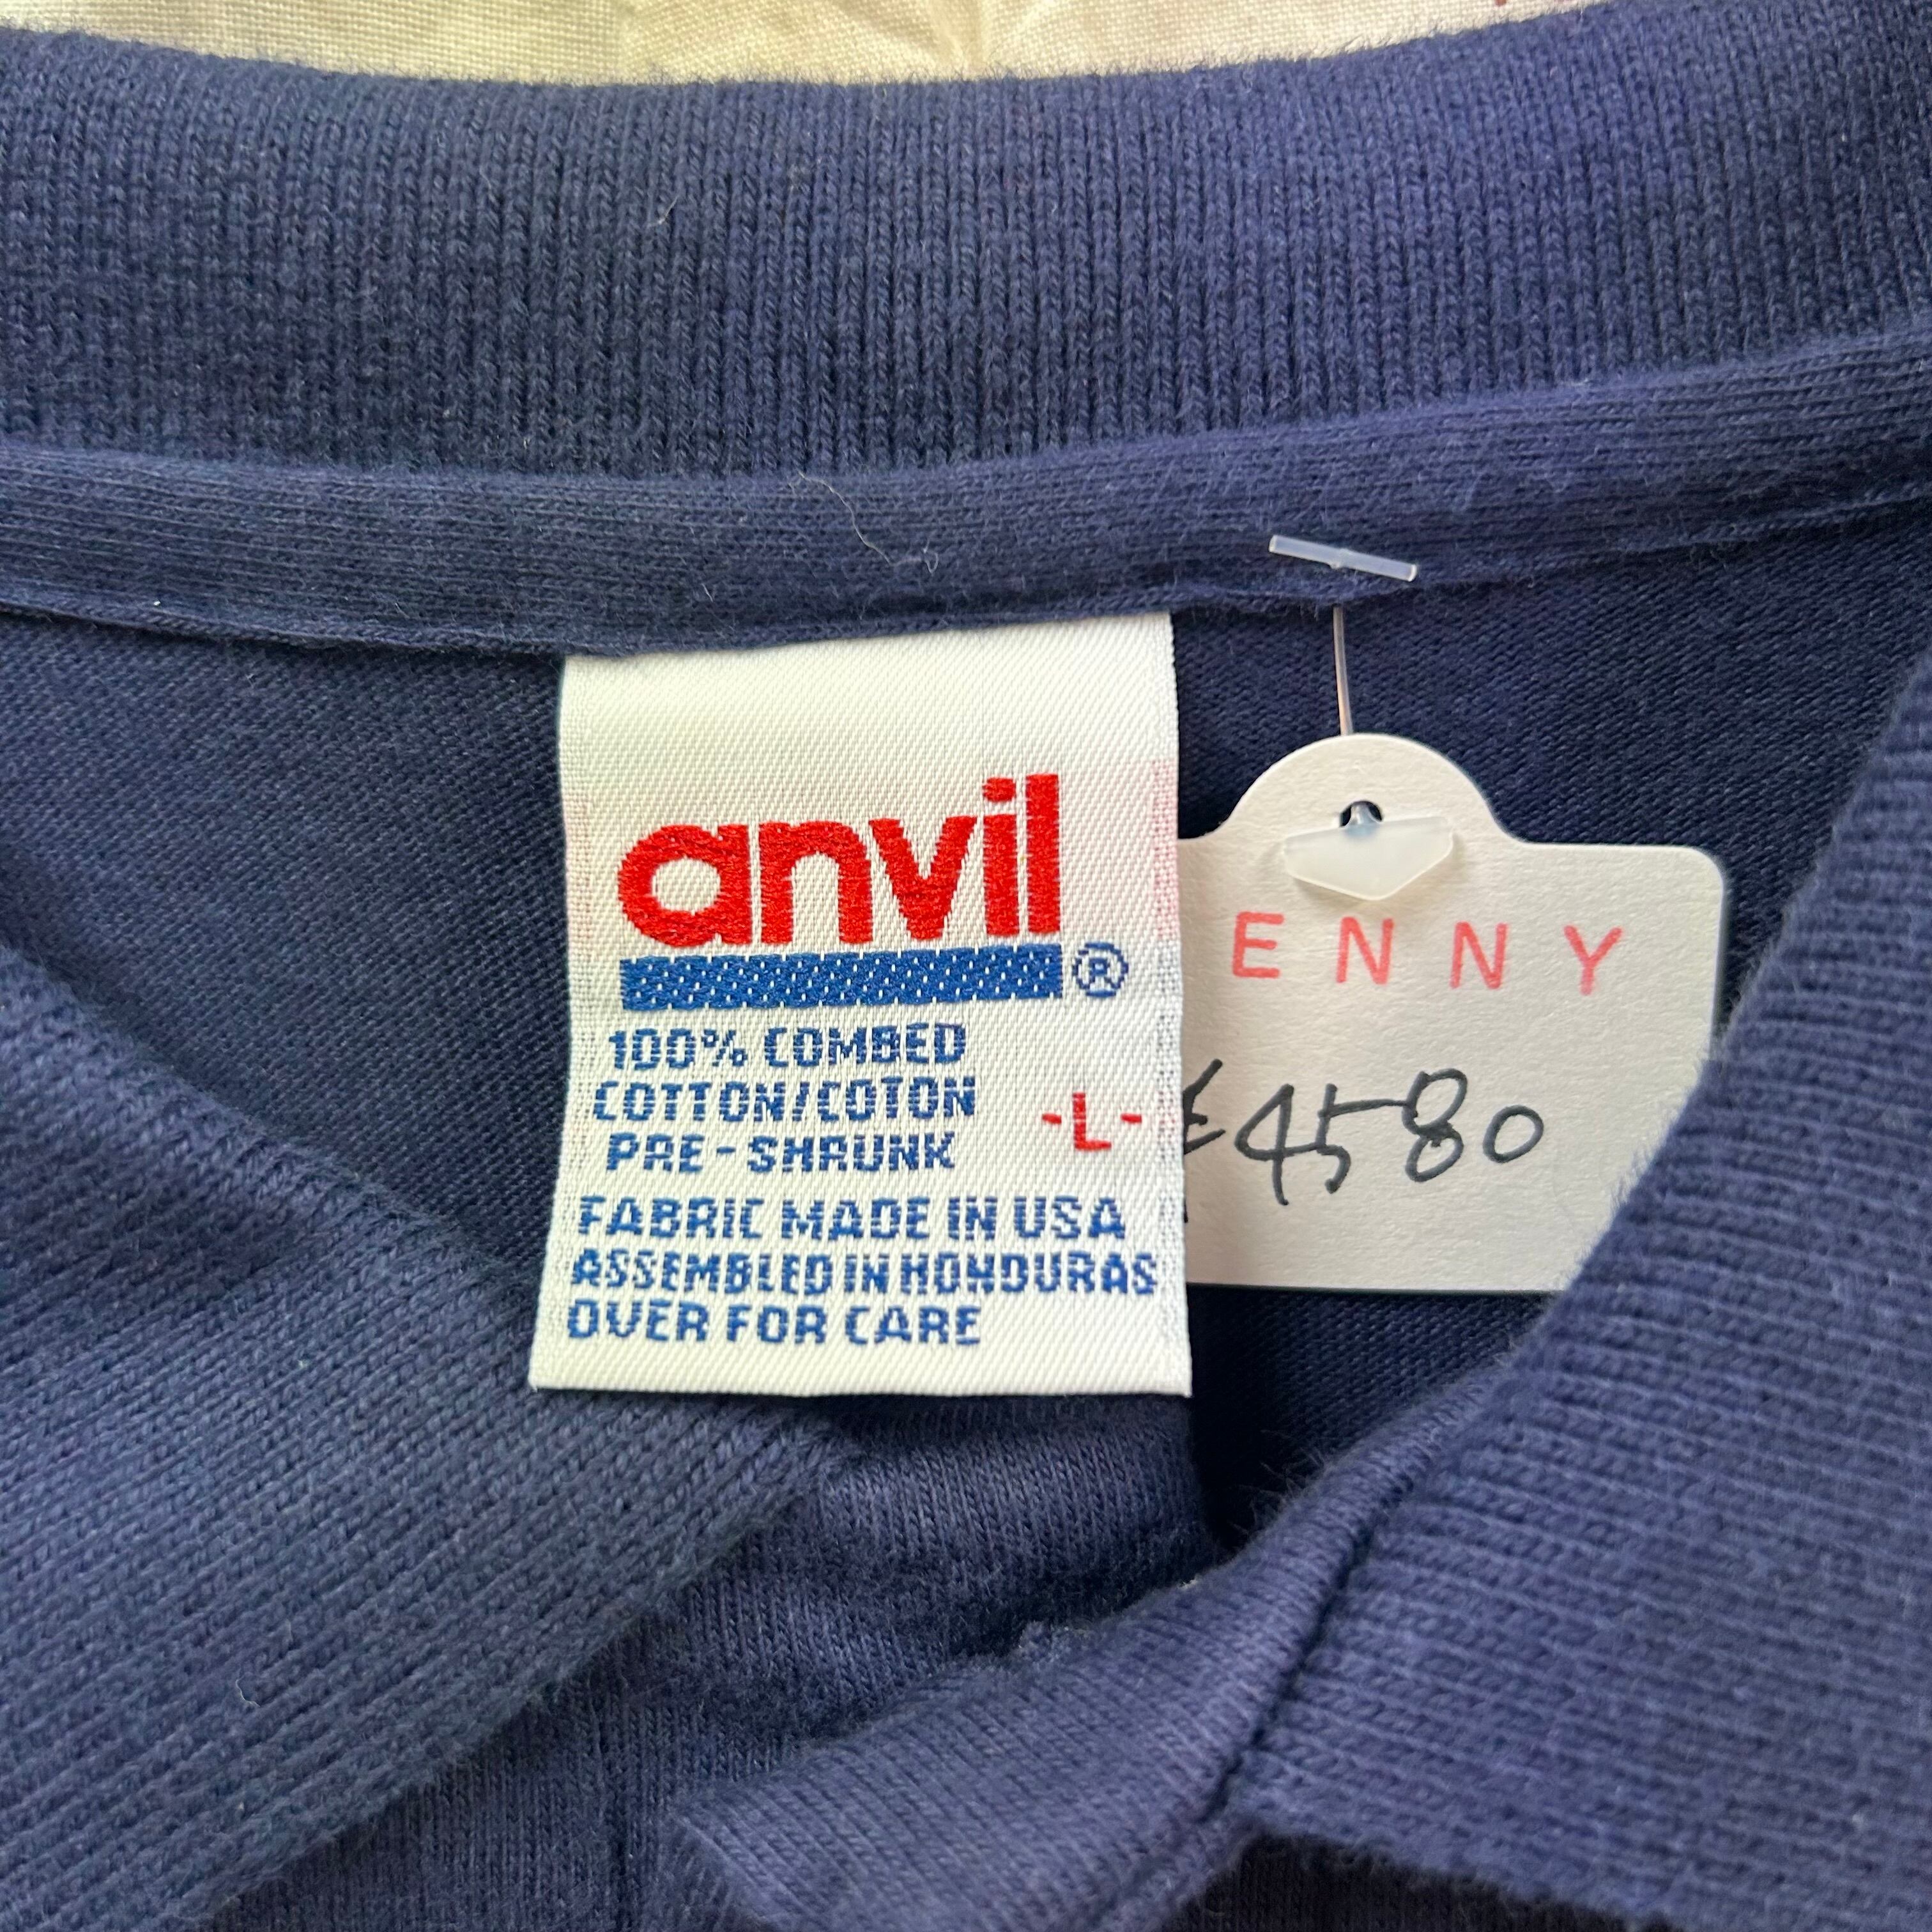 anvil ®
100% COMBED
COTTON/COTON
PRE-SHRUNK
-L-
FABRIC MADE IN USA
ASSEMBLED IN HONDURAS
OVER FOR CARE
ENNY
¥4580